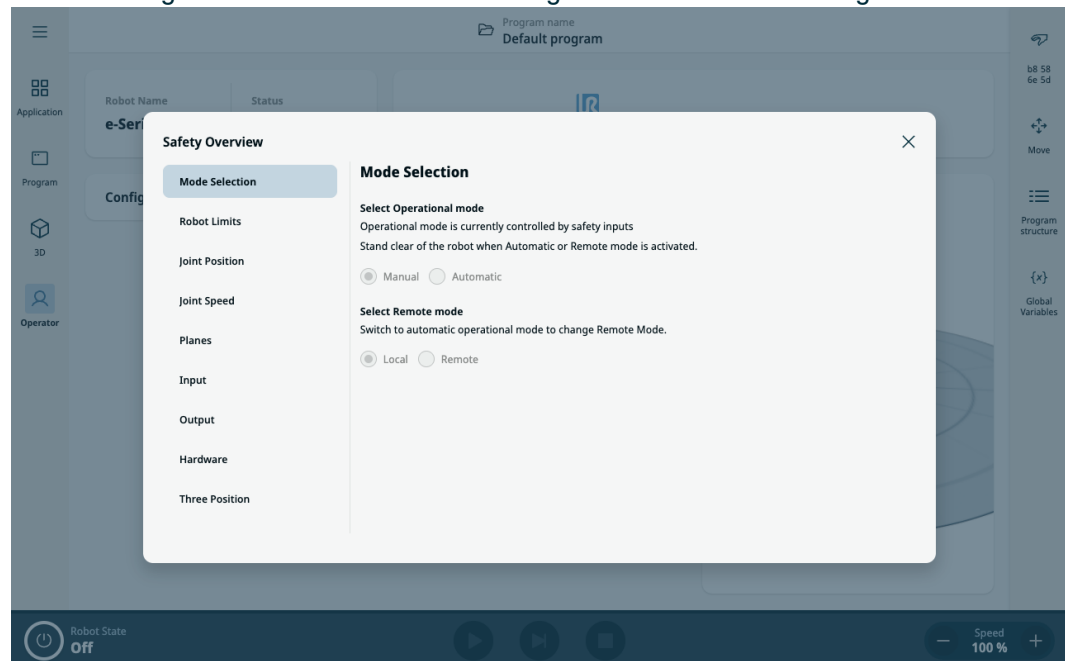 Program name
Default program
b8 58
6e 5d
Application
Robot Name
Status
e-Seri
Safety Overview
Mode Selection
Mode Selection
Move
Program
Config
Select Operational mode
Operational mode is currently controlled by safety inputs
Stand clear of the robot when Automatic or Remote mode is activated.
Robot Limits
Program
structure
3D
Joint Position
Manual
Automatic
Global
Variables
Joint Speed
Select Remote mode
Switch to automatic operational mode to change Remote Mode.
Operator
Planes
Local
Remote
Input
Output
Hardware
Three Position
Robot State
Off
Speed
100 %